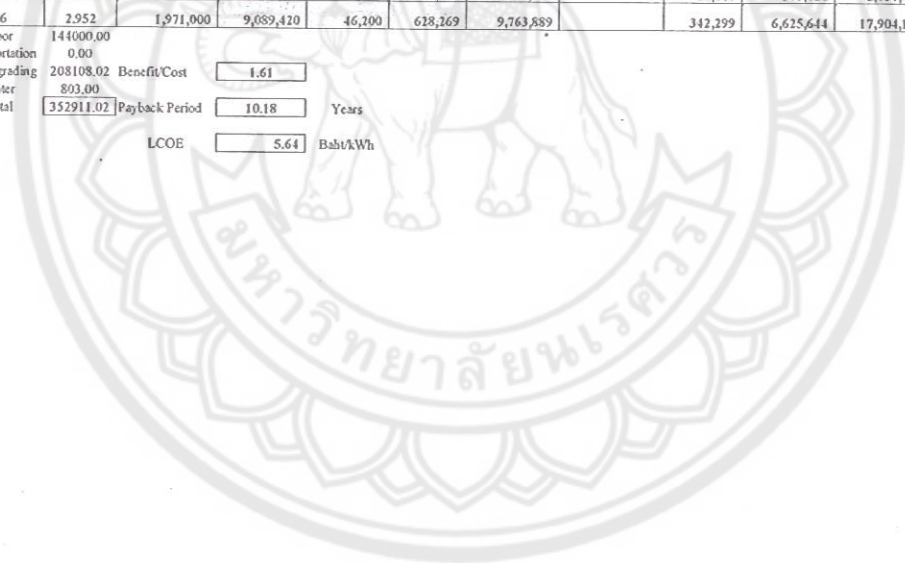 2.952 1,971,000 9,089,420 46,200 628,269 9,763,889 342,299 6,625,644
144000.00
0.00
grading 208108.02 Benefit/Cost 1.61
803.00
352911.02 Payback Period 10.18 Years
LCOE 5.64 Baht/kWh
มหาวิทยาลัยนเรศวร